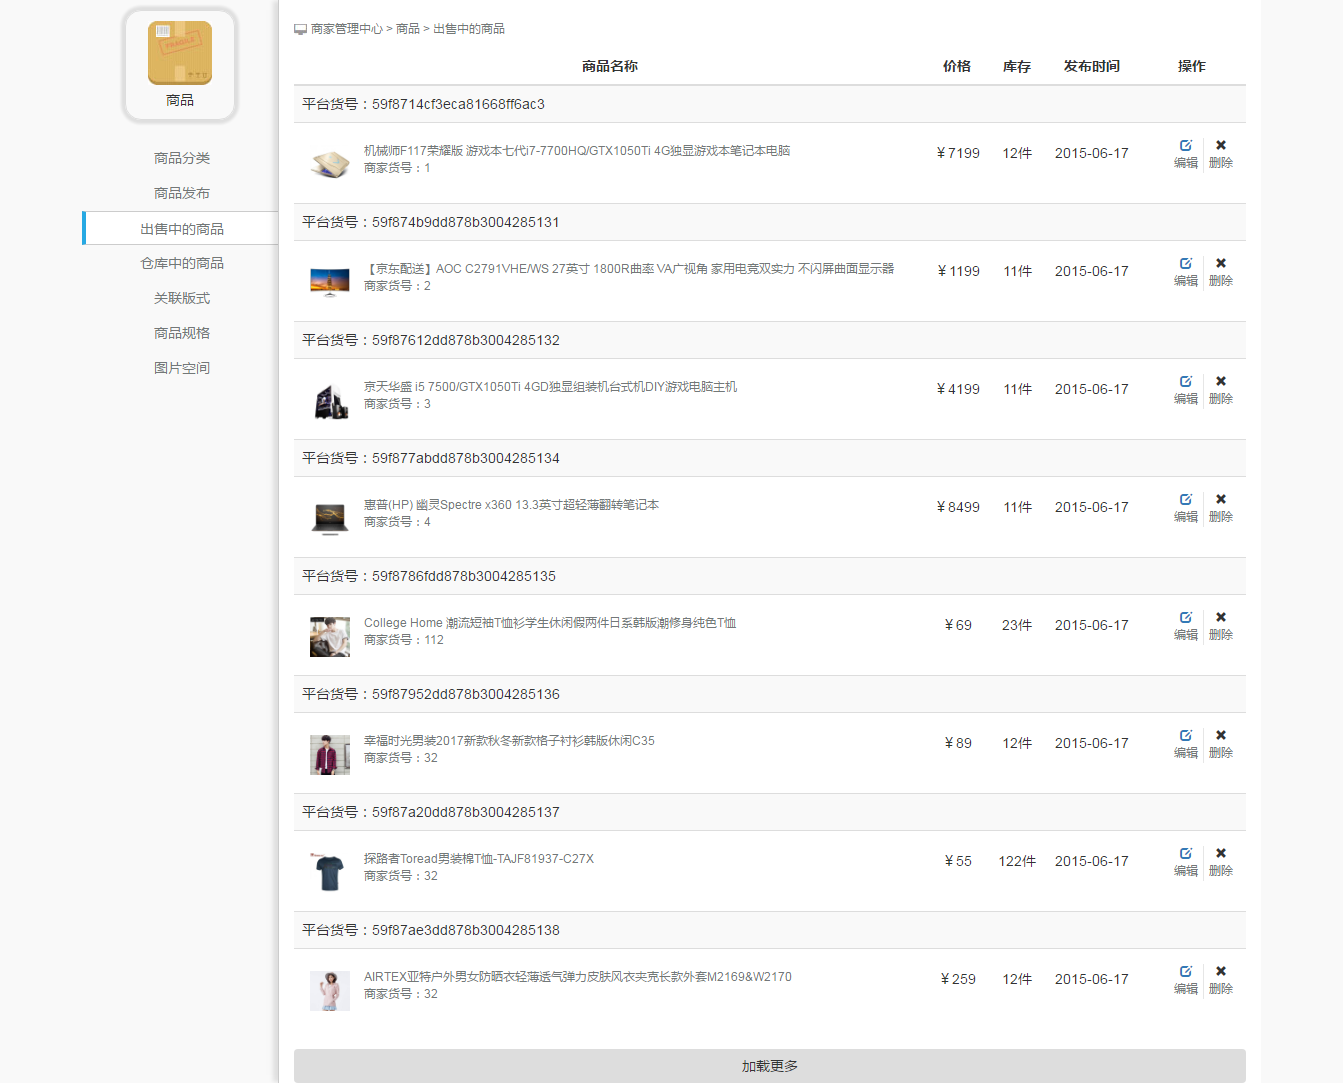 FRAGILE
商品
商品分类
商品发布
出售中的商品
仓库中的商品
关联版式
商品规格
图片空间
商家管理中心 > 商品 > 出售中的商品
商品名称 价格 库存 发布时间 操作
平台货号：59f8714cf3eca81668ff6ac3
机械师F117荣耀版 游戏本七代i7-7700HQ/GTX1050Ti 4G独显游戏本笔记本电脑
商家货号：1
¥ 7199 12件 2015-06-17 编辑 删除
平台货号：59f874b9dd878b3004285131
【京东配送】AOC C2791VHE/WS 27英寸 1800R曲率 VA广视角 家用电竞双实力 不闪屏曲面显示器
商家货号：2
¥ 1199 11件 2015-06-17 编辑 删除
平台货号：59f87612dd878b3004285132
京天华盛 i5 7500/GTX1050Ti 4GD独显组装机台式机DIY游戏电脑主机
商家货号：3
¥ 4199 11件 2015-06-17 编辑 删除
平台货号：59f877abdd878b3004285134
惠普(HP) 幽灵Spectre x360 13.3英寸超轻薄翻转笔记本
商家货号：4
¥ 8499 11件 2015-06-17 编辑 删除
平台货号：59f8786fdd878b3004285135
College Home 潮流短袖T恤衫学生休闲假两件日系韩版潮修身纯色T恤
商家货号：112
¥ 69 23件 2015-06-17 编辑 删除
平台货号：59f87952dd878b3004285136
幸福时光男装2017新款秋冬新款格子衬衫韩版休闲C35
商家货号：32
¥ 89 12件 2015-06-17 编辑 删除
平台货号：59f87a20dd878b3004285137
探路者Toread男装棉T恤-TAJF81937-C27X
商家货号：32
¥ 55 122件 2015-06-17 编辑 删除
平台货号：59f87ae3dd878b3004285138
AIRTEX亚特户外男女防晒衣轻薄透气弹力皮肤风衣夹克长款外套M2169&W2170
商家货号：32
¥ 259 12件 2015-06-17 编辑 删除
加载更多